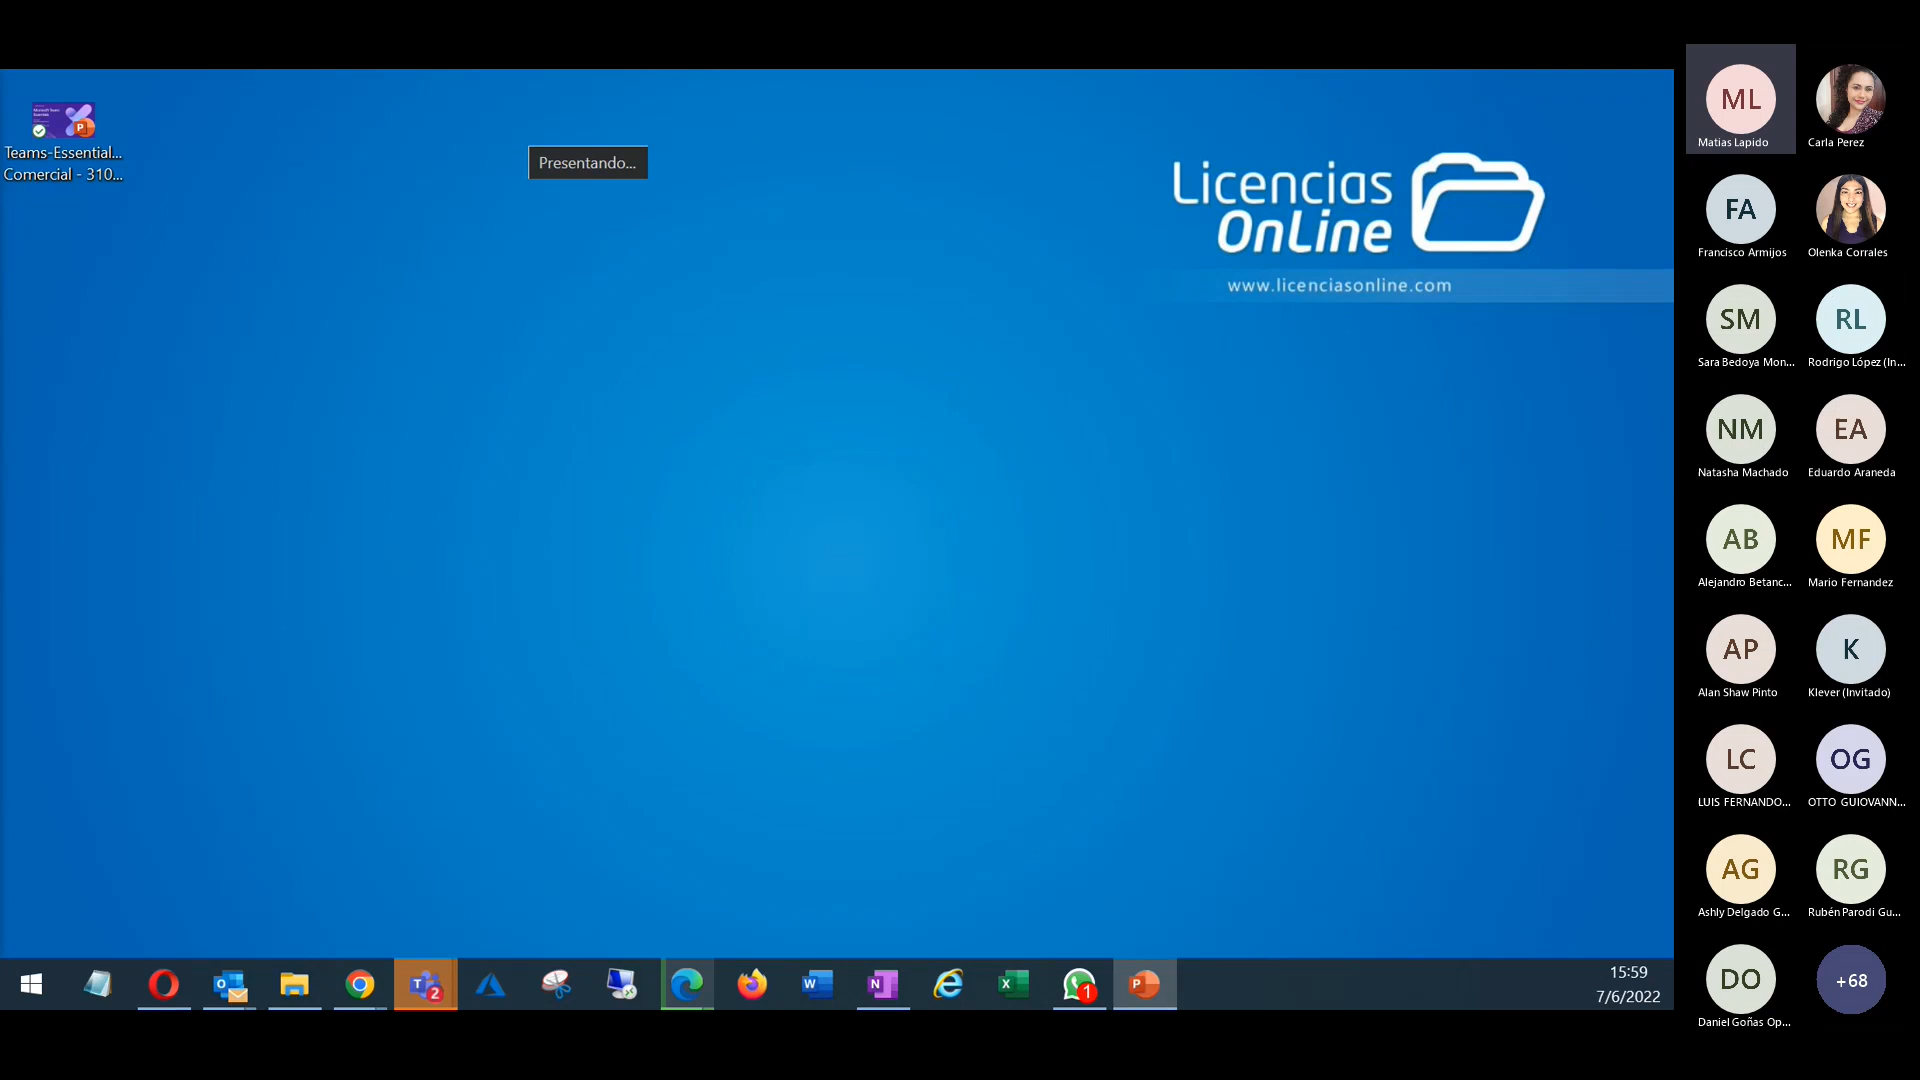 Teams-Essential...
Comercial - 310...
Presentando...
Licencias
OnLine
www.licenciasonline.com
ML
Matias Lapido
Carla Perez
FA
Francisco Armijos
Olenka Corrales
SM
Sara Bedoya Mon...
RL
Rodrigo López (In...
NM
Natasha Machado
EA
Eduardo Araneda
AB
Alejandro Betanc...
MF
Mario Fernandez
AP
Alan Shaw Pinto
K
Klever (Invitado)
LC
LUIS FERNANDO...
OG
OTTO GUIOVANN...
AG
Ashly Delgado G...
RG
Rubén Parodi Gu...
DO
Daniel Goñas Op...
+68
2
1
15:59
7/6/2022